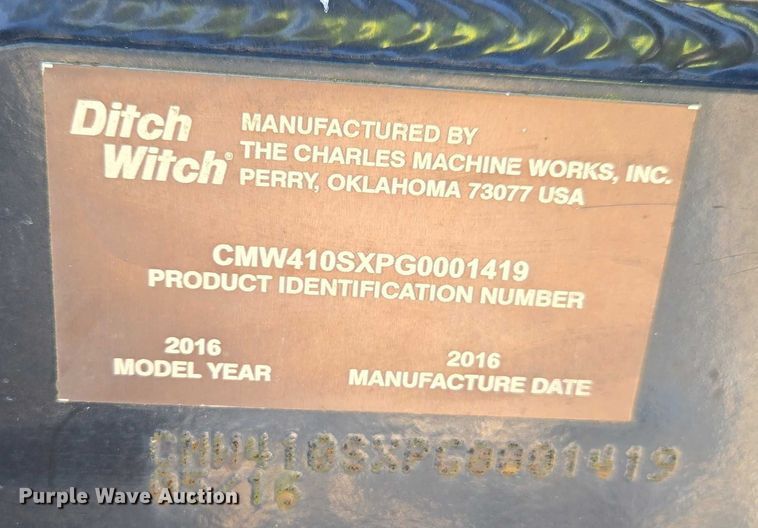 Ditch Witch®
MANUFACTURED BY
THE CHARLES MACHINE WORKS, INC.
PERRY, OKLAHOMA 73077 USA
CMW410SXPG0001419
PRODUCT IDENTIFICATION NUMBER
2016
MODEL YEAR
2016
MANUFACTURE DATE
CMW410SXPG0001419
Purple Wave Auction